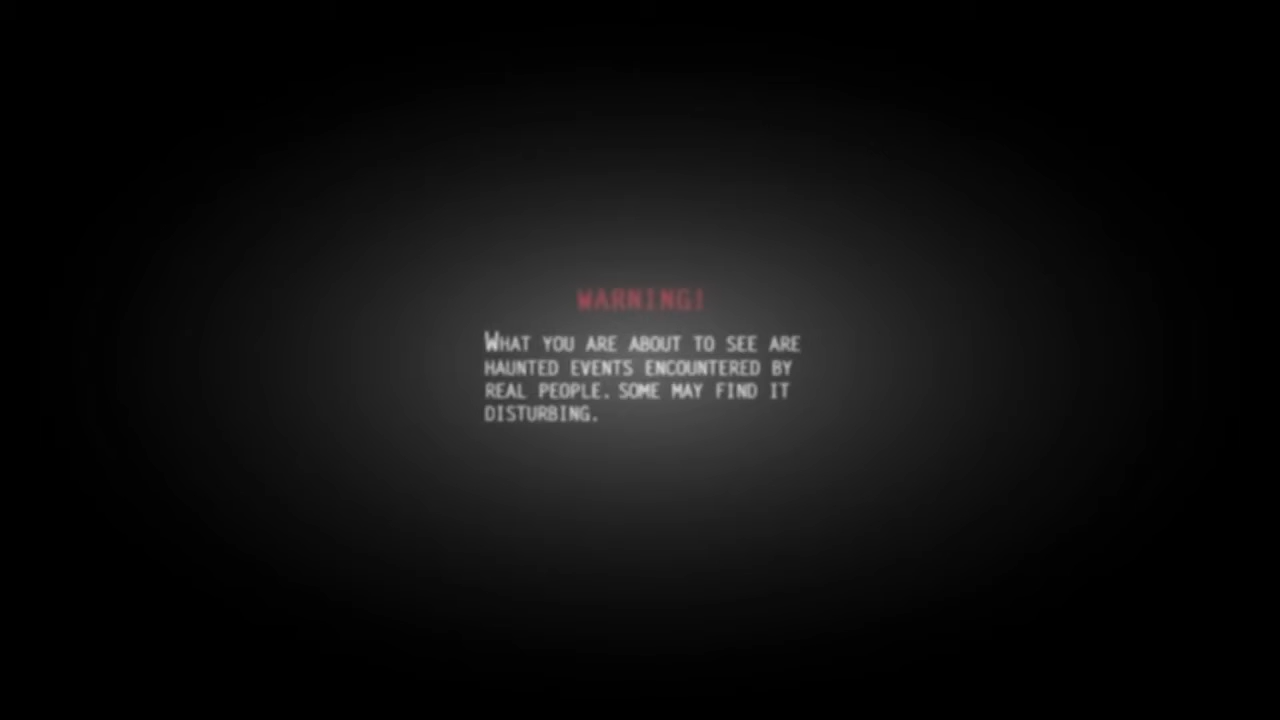 WARNING!
WHAT YOU ARE ABOUT TO SEE ARE
HAUNTED EVENTS ENCOUNTERED BY
REAL PEOPLE. SOME MAY FIND IT
DISTURBING.